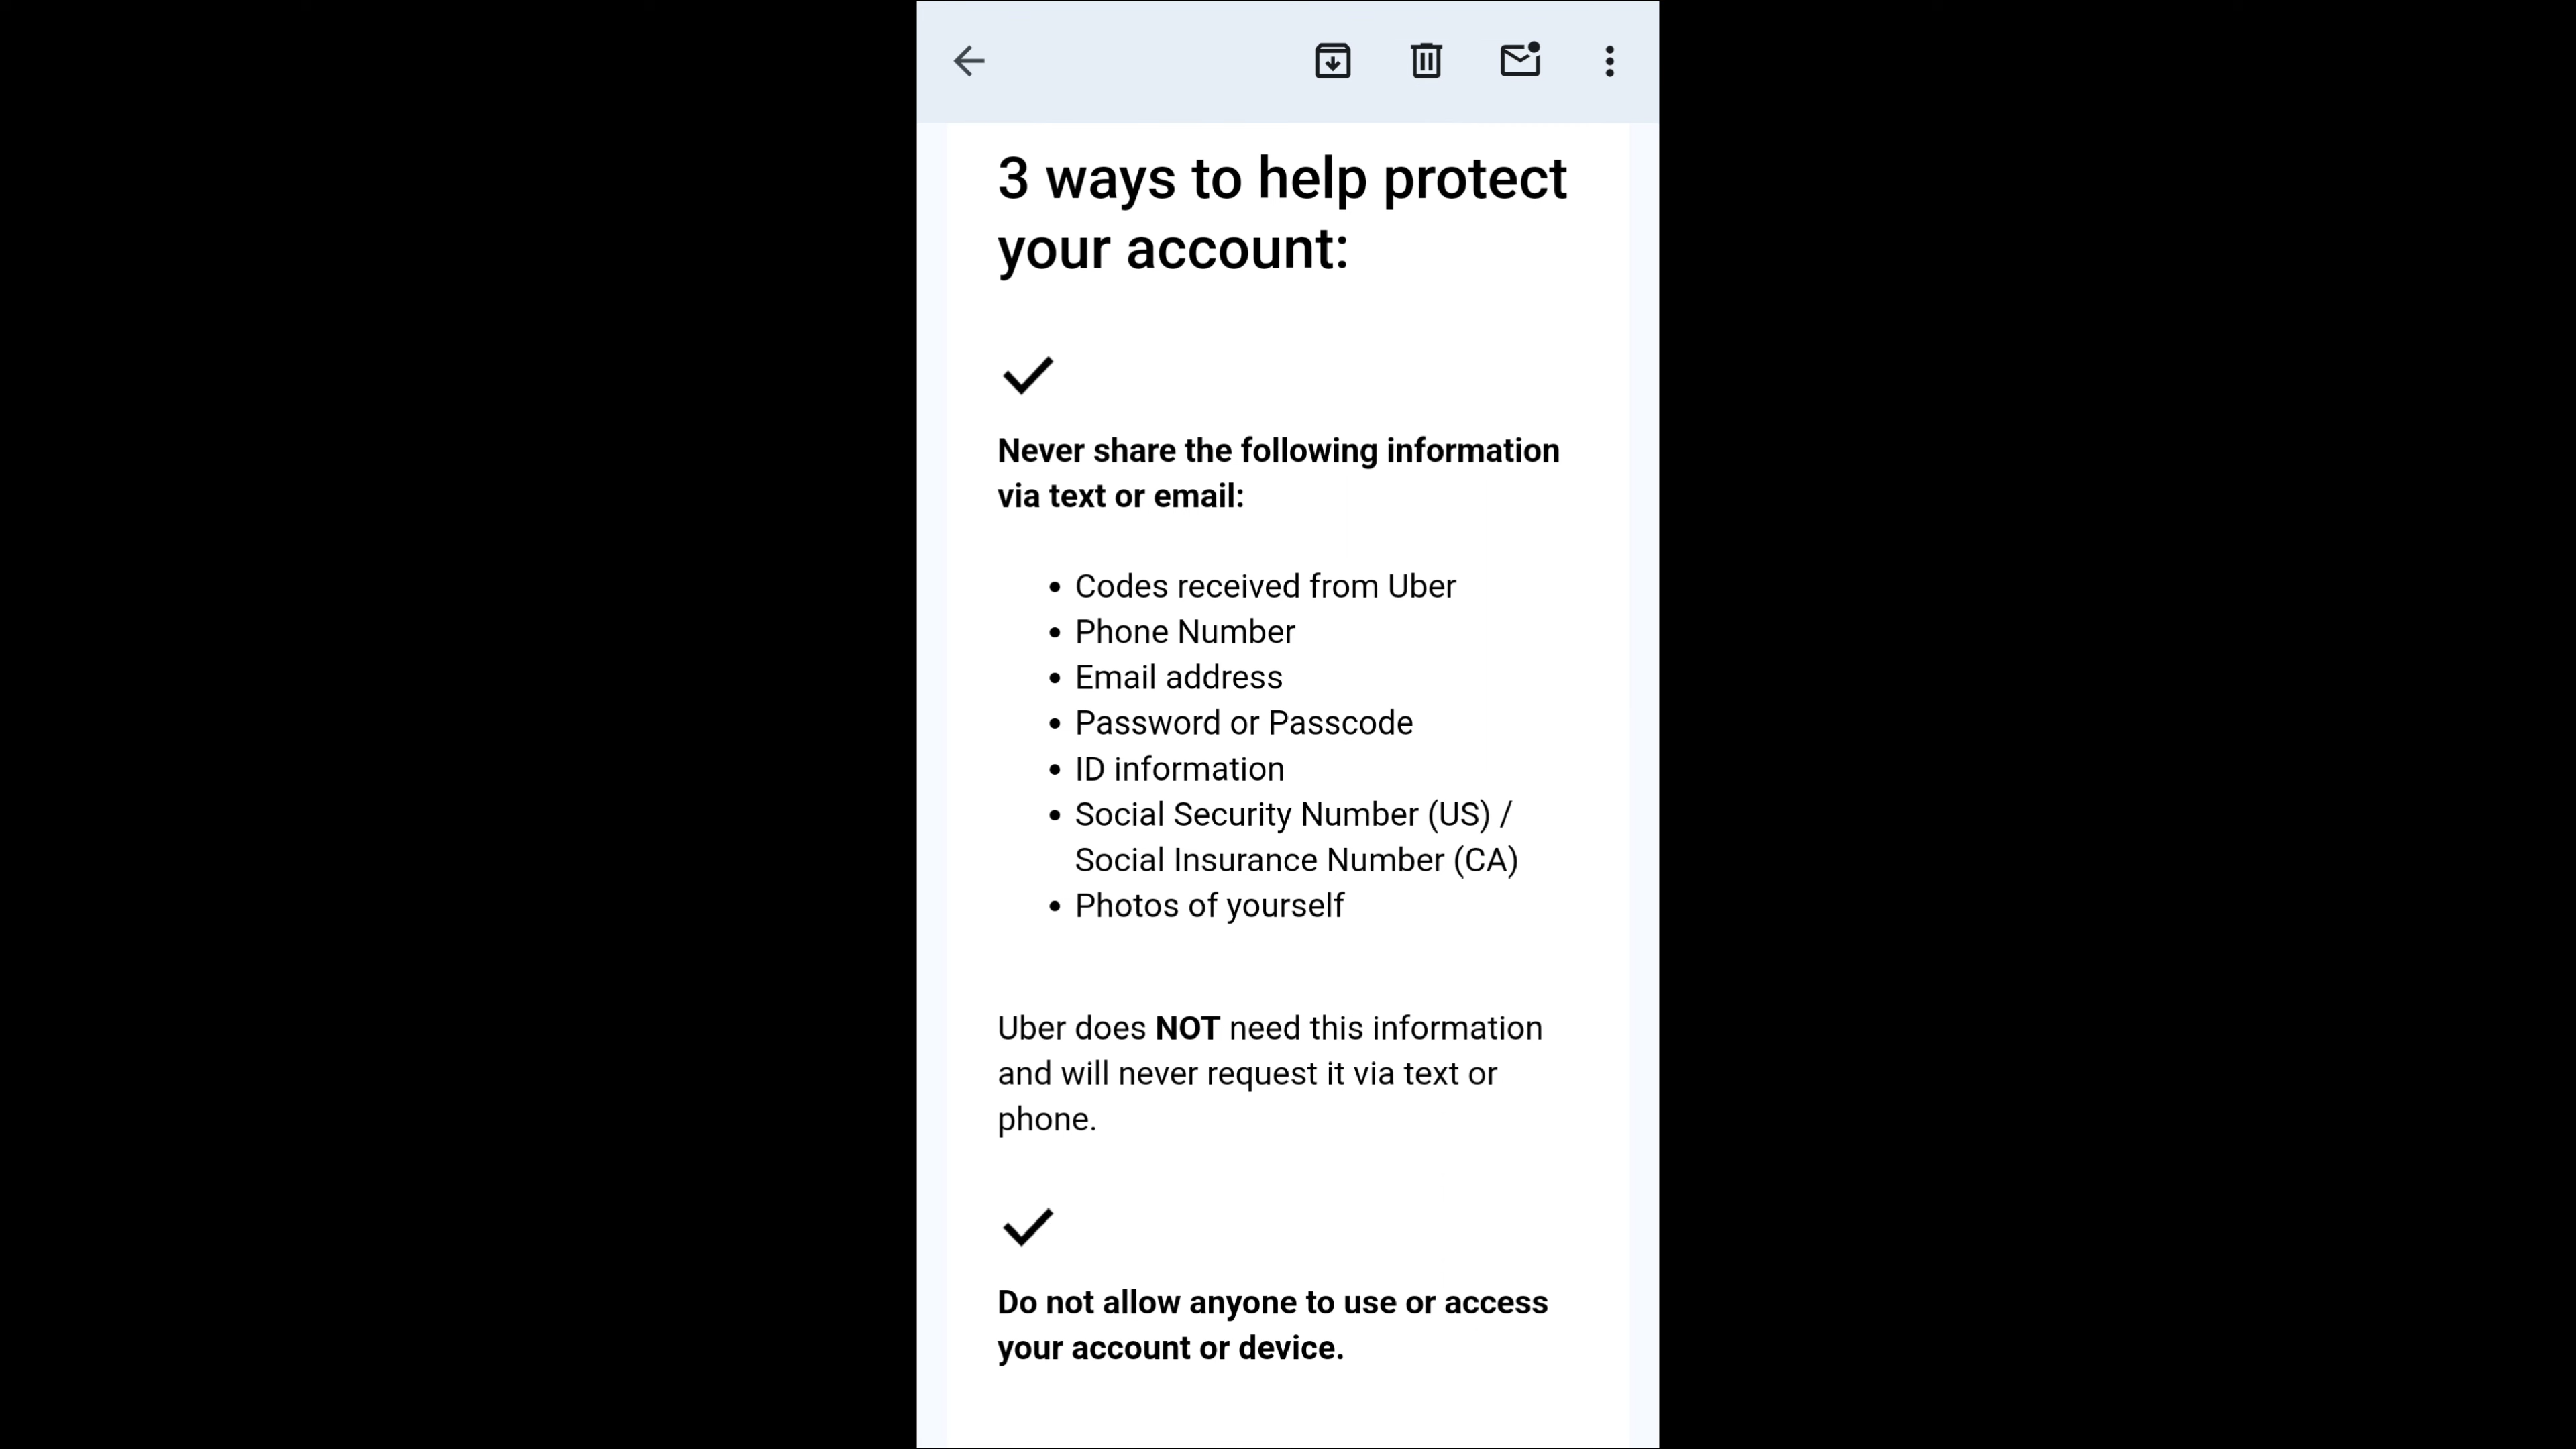 3 ways to help protect
your account:
Never share the following information
via text or email:
• Codes received from Uber
• Phone Number
• Email address
• Password or Passcode
• ID information
• Social Security Number (US) /
Social Insurance Number (CA)
• Photos of yourself
Uber does NOT need this information
and will never request it via text or
phone.
Do not allow anyone to use or access
your account or device.